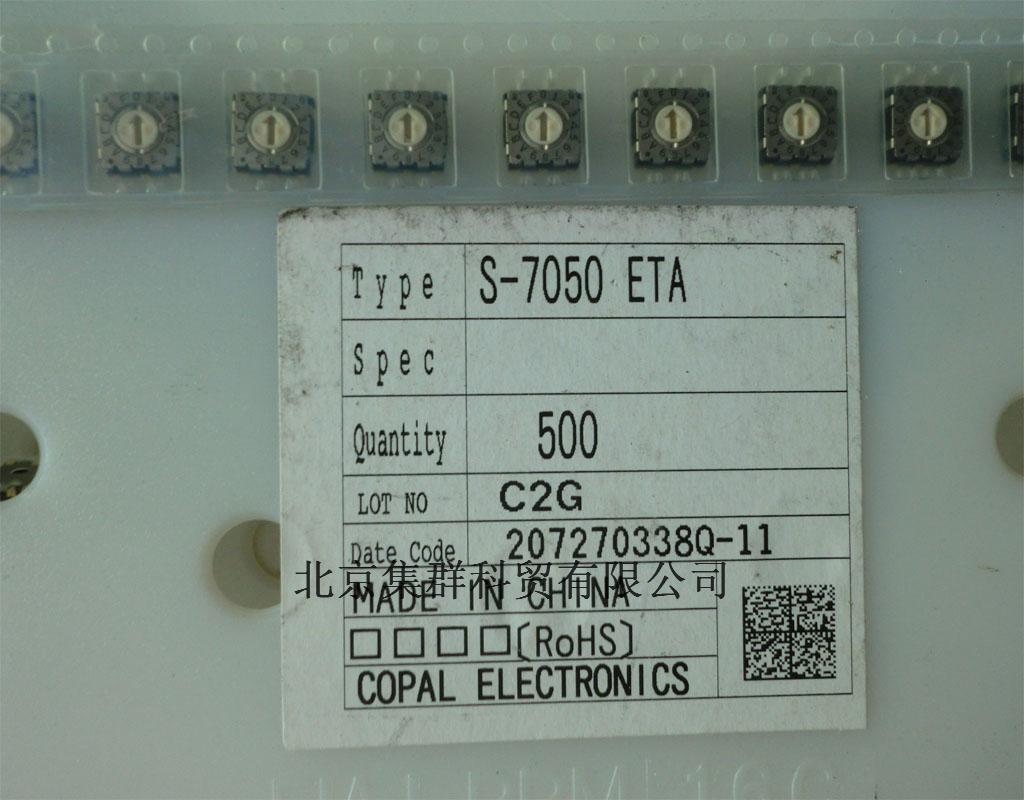 Type S-7050 ETA
Spec
Quantity 500
LOT NO C2G
Date Code 207270338Q-11
北京集群科贸有限公司
MADE IN CHINA
□□□□(RoHS)
COPAL ELECTRONICS